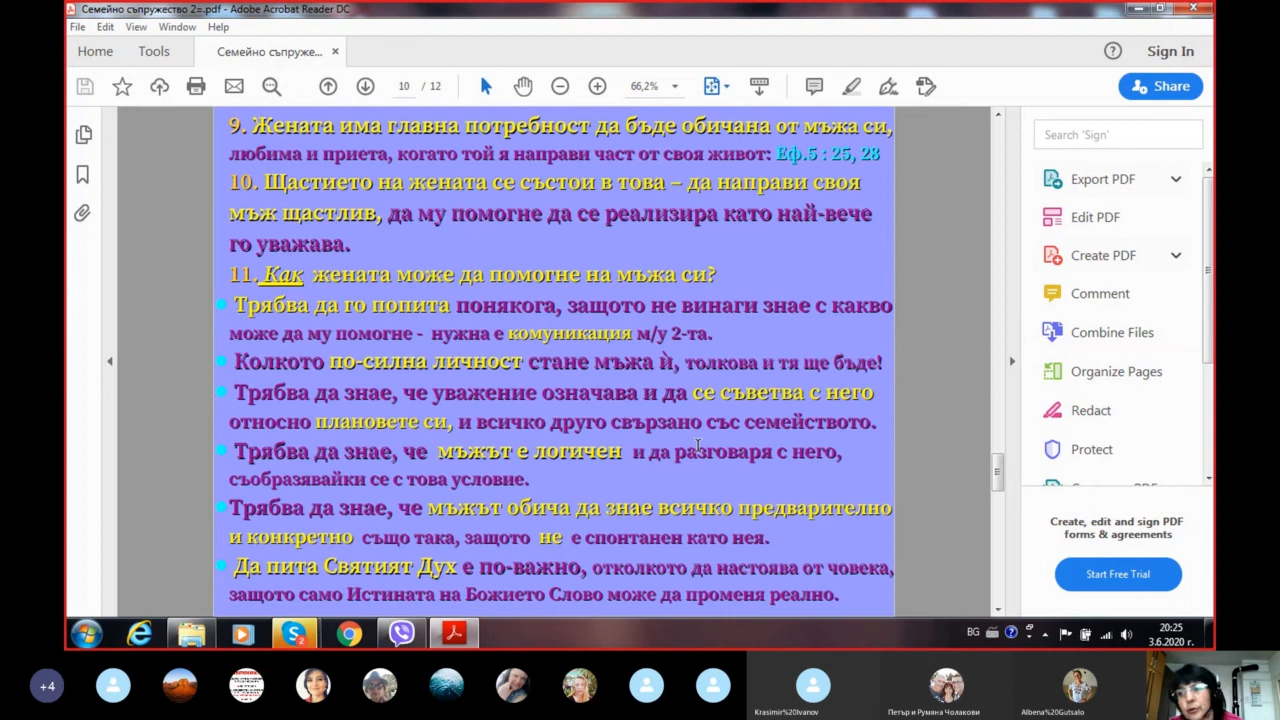 Семейно съпружество 2=.pdf - Adobe Acrobat Reader DC
File Edit View Window Help
Home Tools Семейно съпруже... × Sign In
10 / 12 66,2% Share
9. Жената има главна потребност да бъде обичана от мъжа си,
любима и приета, когато той я направи част от своя живот: Еф.5 : 25, 28
10. Щастието на жената се състои в това – да направи своя
мъж щастлив, да му помогне да се реализира като най-вече
го уважава.
11. Как жената може да помогне на мъжа си?
Трябва да го попита понякога, защото не винаги знае с какво
може да му помогне - нужна е комуникация м/у 2-та.
Колкото по-силна личност стане мъжа ѝ, толкова и тя ще бъде!
Трябва да знае, че уважение означава и да се съветва с него
относно плановете си, и всичко друго свързано със семейството.
Трябва да знае, че мъжът е логичен и да разговаря с него,
съобразявайки се с това условие.
Трябва да знае, че мъжът обича да знае всичко предварително
и конкретно също така, защото не е спонтанен като нея.
Да пита Святият Дух е по-важно, отколкото да настоява от човека,
защото само Истината на Божието Слово може да променя реално.
Search 'Sign'
Export PDF
Edit PDF
Create PDF
Comment
Combine Files
Organize Pages
Redact
Protect
Create, edit and sign PDF
forms & agreements
Start Free Trial
BG 20:25
3.6.2020 г.
+4
Krasimir%20Ivanov
Петър и Румяна Чолакови
Albena%20Gutsalo